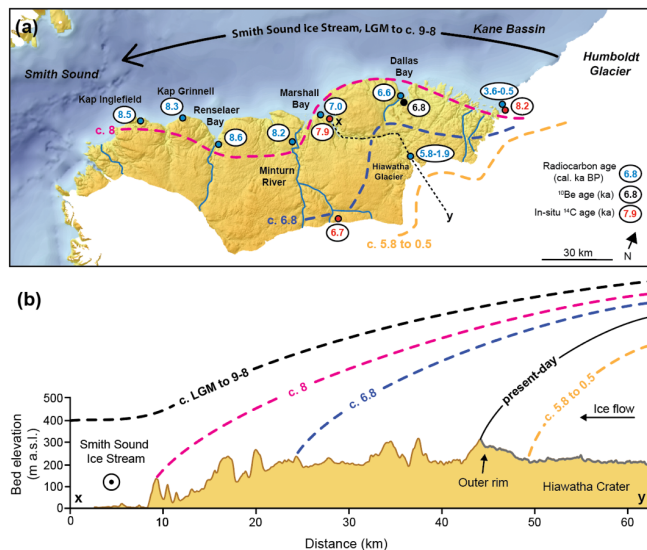 (a)
Smith Sound Ice Stream, LGM to c. 9-8
Kane Bassin
Smith Sound
Humboldt
Glacier
Dallas
Bay
Marshall
Bay
Kap Grinnell
Kap Inglefield
Renselaer
Bay
8.5
8.3
8.6
8.2
7.0
7.9
x
6.6
6.8
3.6-0.5
8.2
c. 8
Minturn
River
Hiawatha
Glacier
5.8-1.9
c. 6.8
6.7
y
c. 5.8 to 0.5
Radiocarbon age
(cal. ka BP)
6.8
¹⁰Be age (ka)
6.8
In-situ ¹⁴C age (ka)
7.9
30 km
N
(b)
Bed elevation
(m a.s.l.)
500
400
300
200
100
0
c. LGM to 9-8
c. 8
c. 6.8
present-day
c. 5.8 to 0.5
Ice flow
Smith Sound
Ice Stream
Outer rim
Hiawatha Crater
x
y
0
10
20
30
40
50
60
Distance (km)